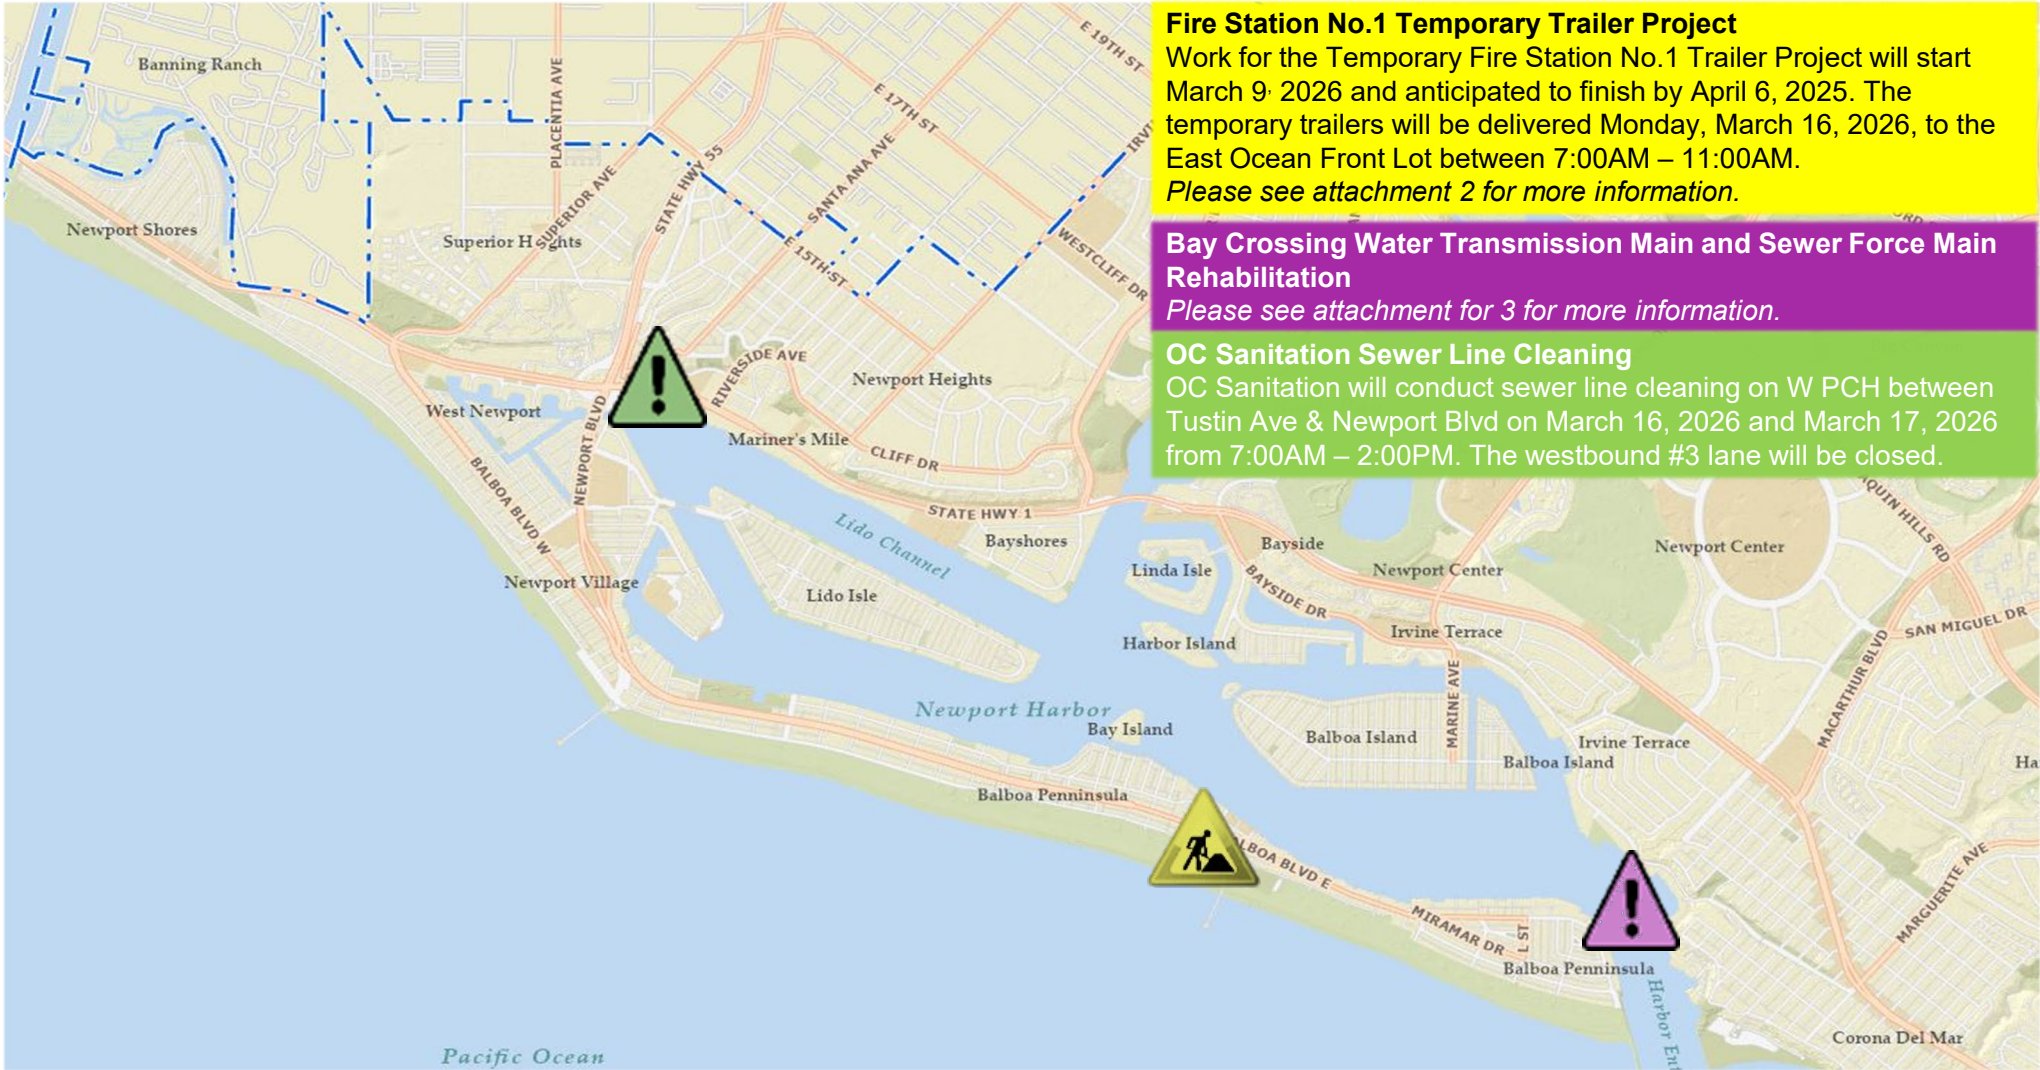 Fire Station No.1 Temporary Trailer Project
Work for the Temporary Fire Station No.1 Trailer Project will start
March 9, 2026 and anticipated to finish by April 6, 2025. The
temporary trailers will be delivered Monday, March 16, 2026, to the
East Ocean Front Lot between 7:00AM – 11:00AM.
Please see attachment 2 for more information.
Bay Crossing Water Transmission Main and Sewer Force Main
Rehabilitation
Please see attachment for 3 for more information.
OC Sanitation Sewer Line Cleaning
OC Sanitation will conduct sewer line cleaning on W PCH between
Tustin Ave & Newport Blvd on March 16, 2026 and March 17, 2026
from 7:00AM – 2:00PM. The westbound #3 lane will be closed.
Banning Ranch
PLACENTIA AVE
E 19TH ST
E 17TH ST
STATE HWY 55
SANTA ANA AVE
IRVI
SUPERIOR AVE
Newport Shores
Superior H ghts
E 15TH ST
WESTCLIFF DR
RIVERSIDE AVE
Newport Heights
West Newport
NEWPORT BLVD
Mariner's Mile
CLIFF DR
BALBOA BLVD W
STATE HWY 1
Lido Channel
Bayshores
Bayside
Linda Isle
Newport Center
Newport Center
AQUIN HILLS RD
Newport Village
Lido Isle
BAYSIDE DR
Harbor Island
Irvine Terrace
SAN MIGUEL DR
MARINE AVE
MACARTHUR BLVD
Newport Harbor
Bay Island
Balboa Island
Irvine Terrace
Balboa Island
Ha
Balboa Penninsula
LBOA BLVD E
MIRAMAR DR
L ST
MARGUERITE AVE
Balboa Penninsula
Harbor Ent
Corona Del Mar
Pacific Ocean